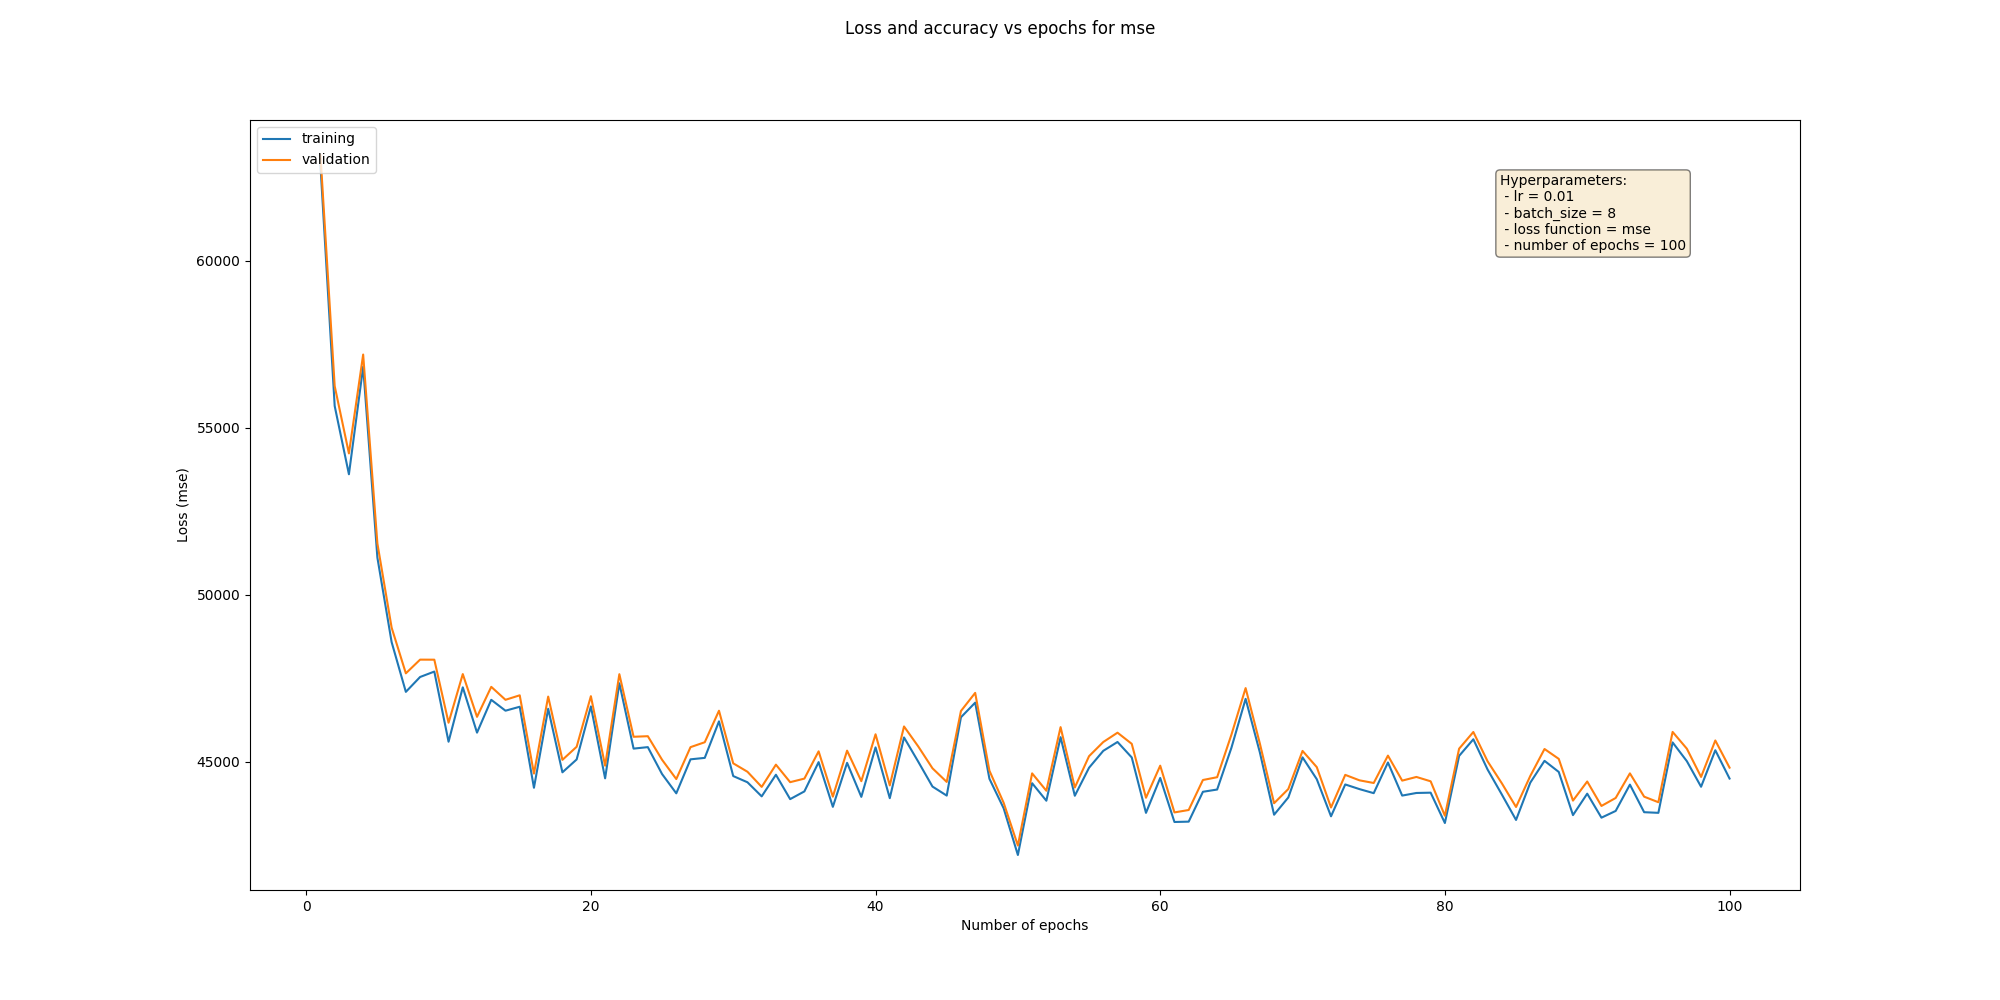 Loss and accuracy vs epochs for mse
training
validation
Hyperparameters:
- lr = 0.01
- batch_size = 8
- loss function = mse
- number of epochs = 100
60000
55000
50000
45000
Loss (mse)
0 20 40 60 80 100
Number of epochs